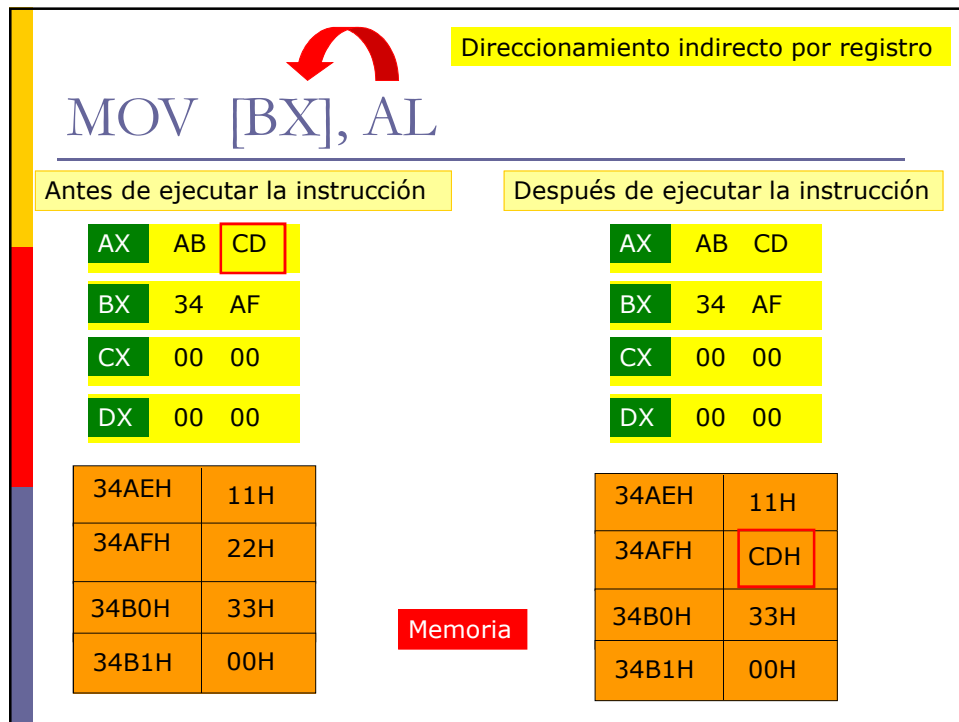 Direccionamiento indirecto por registro
MOV [BX], AL
Antes de ejecutar la instrucción
AX AB CD
BX 34 AF
CX 00 00
DX 00 00
34AEH 11H
34AFH 22H
34B0H 33H
34B1H 00H
Memoria
Después de ejecutar la instrucción
AX AB CD
BX 34 AF
CX 00 00
DX 00 00
34AEH 11H
34AFH CDH
34B0H 33H
34B1H 00H